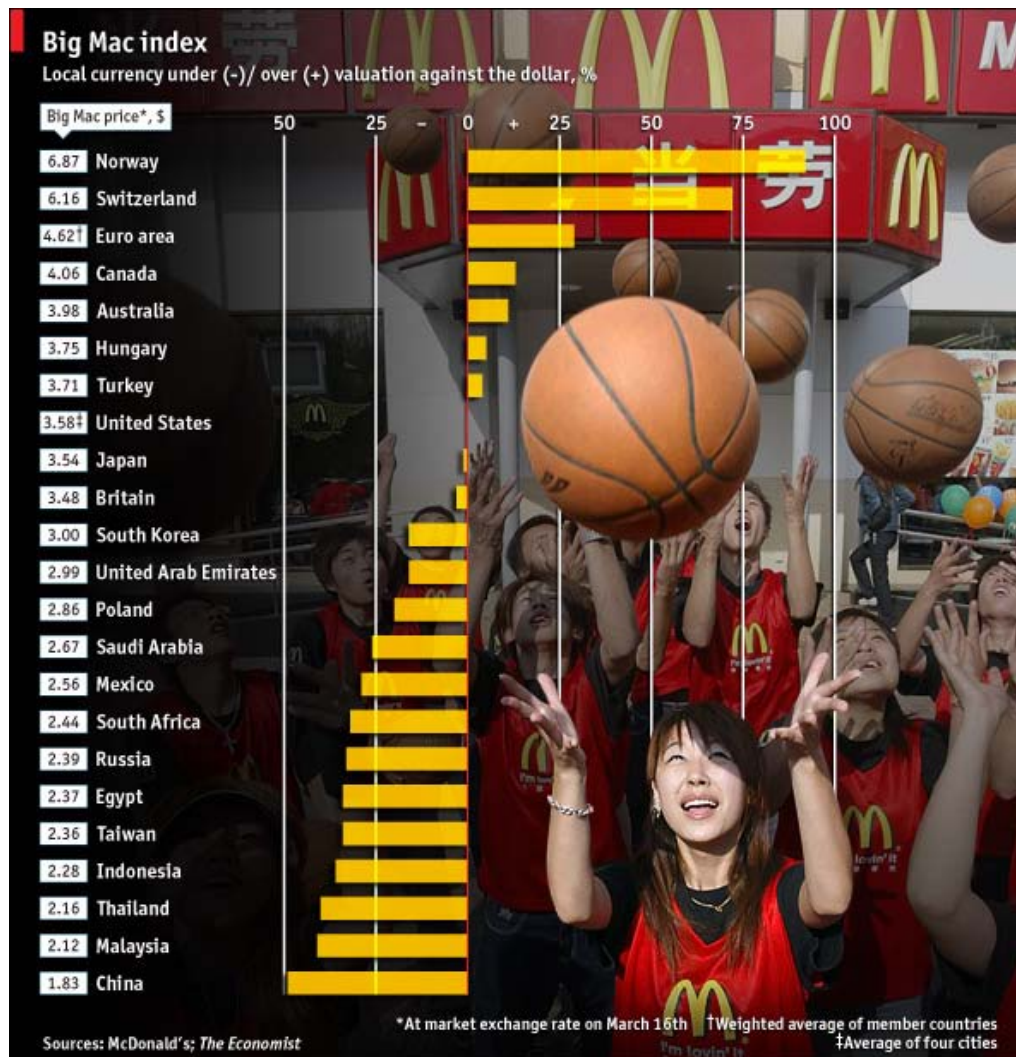 Big Mac index
Local currency under (-)/ over (+) valuation against the dollar, %
Big Mac price*, $
50 25 – 0 + 25 50 75 100
6.87 Norway
6.16 Switzerland
4.62† Euro area
4.06 Canada
3.98 Australia
3.75 Hungary
3.71 Turkey
3.58‡ United States
3.54 Japan
3.48 Britain
3.00 South Korea
2.99 United Arab Emirates
2.86 Poland
2.67 Saudi Arabia
2.56 Mexico
2.44 South Africa
2.39 Russia
2.37 Egypt
2.36 Taiwan
2.28 Indonesia
2.16 Thailand
2.12 Malaysia
1.83 China
*At market exchange rate on March 16th †Weighted average of member countries
‡Average of four cities
Sources: McDonald's; The Economist
当劳
i'm lovin' it